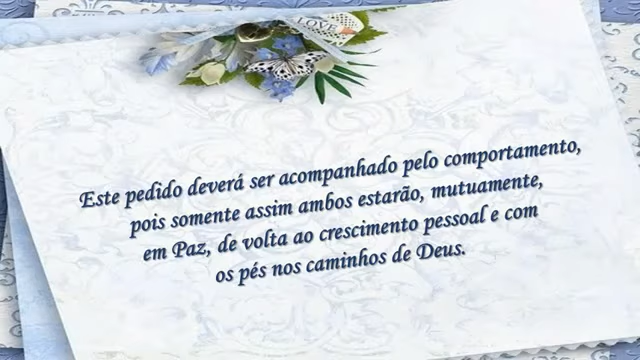 LOVE
Este pedido deverá ser acompanhado pelo comportamento,
pois somente assim ambos estarão, mutuamente,
em Paz, de volta ao crescimento pessoal e com
os pés nos caminhos de Deus.